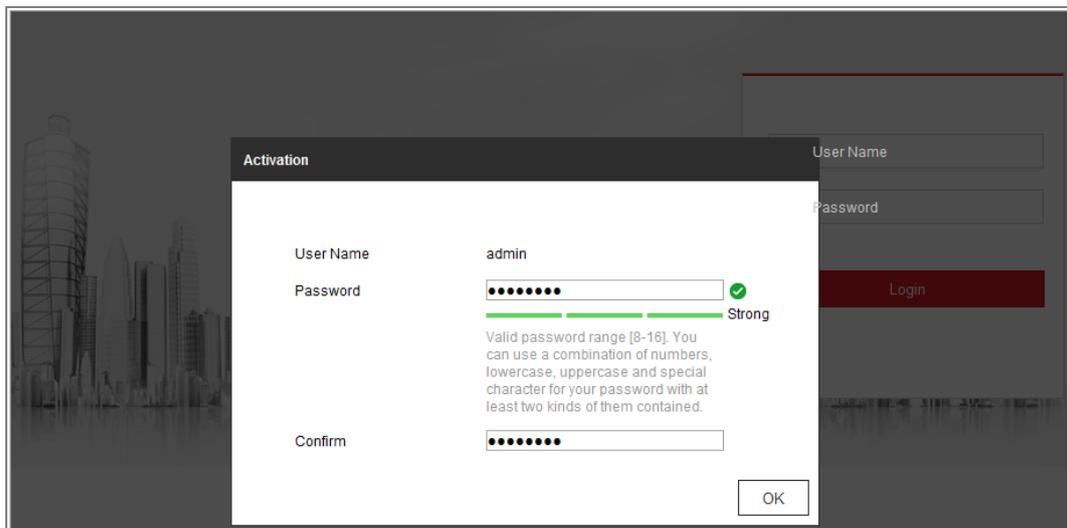 Activation
User Name
Password
Login
User Name admin
Password ●●●●●●●●
Strong
Valid password range [8-16]. You
can use a combination of numbers,
lowercase, uppercase and special
character for your password with at
least two kinds of them contained.
Confirm ●●●●●●●●
OK